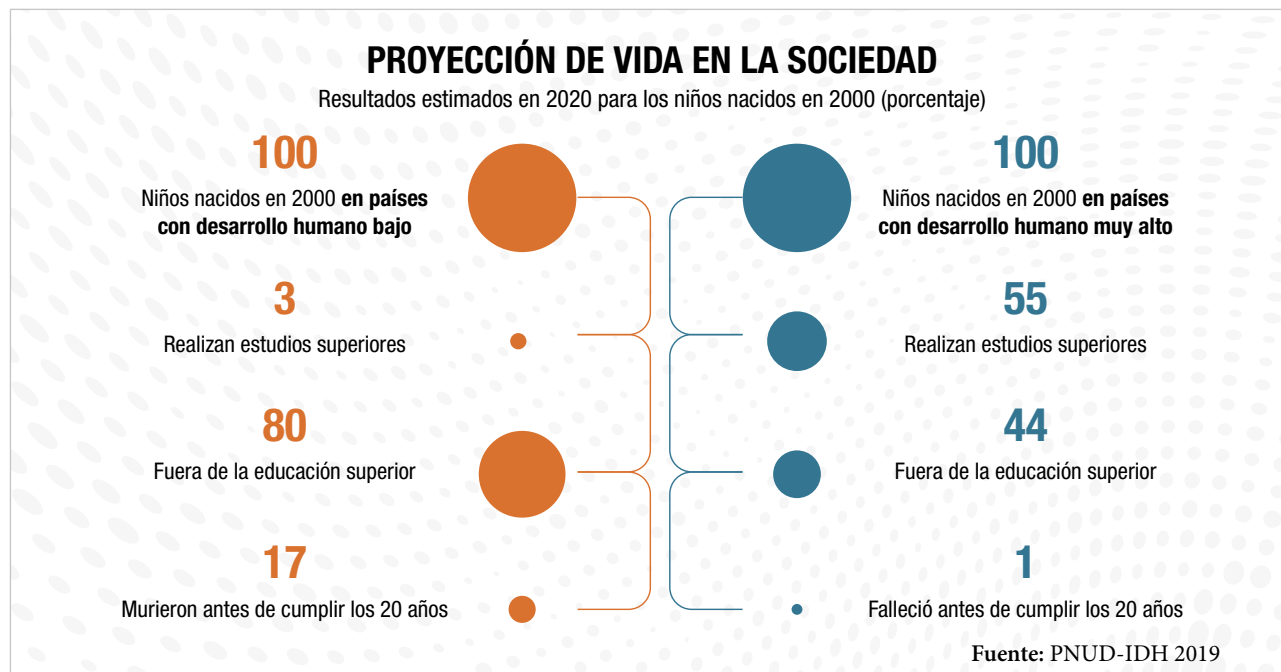 PROYECCIÓN DE VIDA EN LA SOCIEDAD
Resultados estimados en 2020 para los niños nacidos en 2000 (porcentaje)
100
Niños nacidos en 2000 en países
con desarrollo humano bajo
3
Realizan estudios superiores
80
Fuera de la educación superior
17
Murieron antes de cumplir los 20 años
100
Niños nacidos en 2000 en países
con desarrollo humano muy alto
55
Realizan estudios superiores
44
Fuera de la educación superior
1
Falleció antes de cumplir los 20 años
Fuente: PNUD-IDH 2019